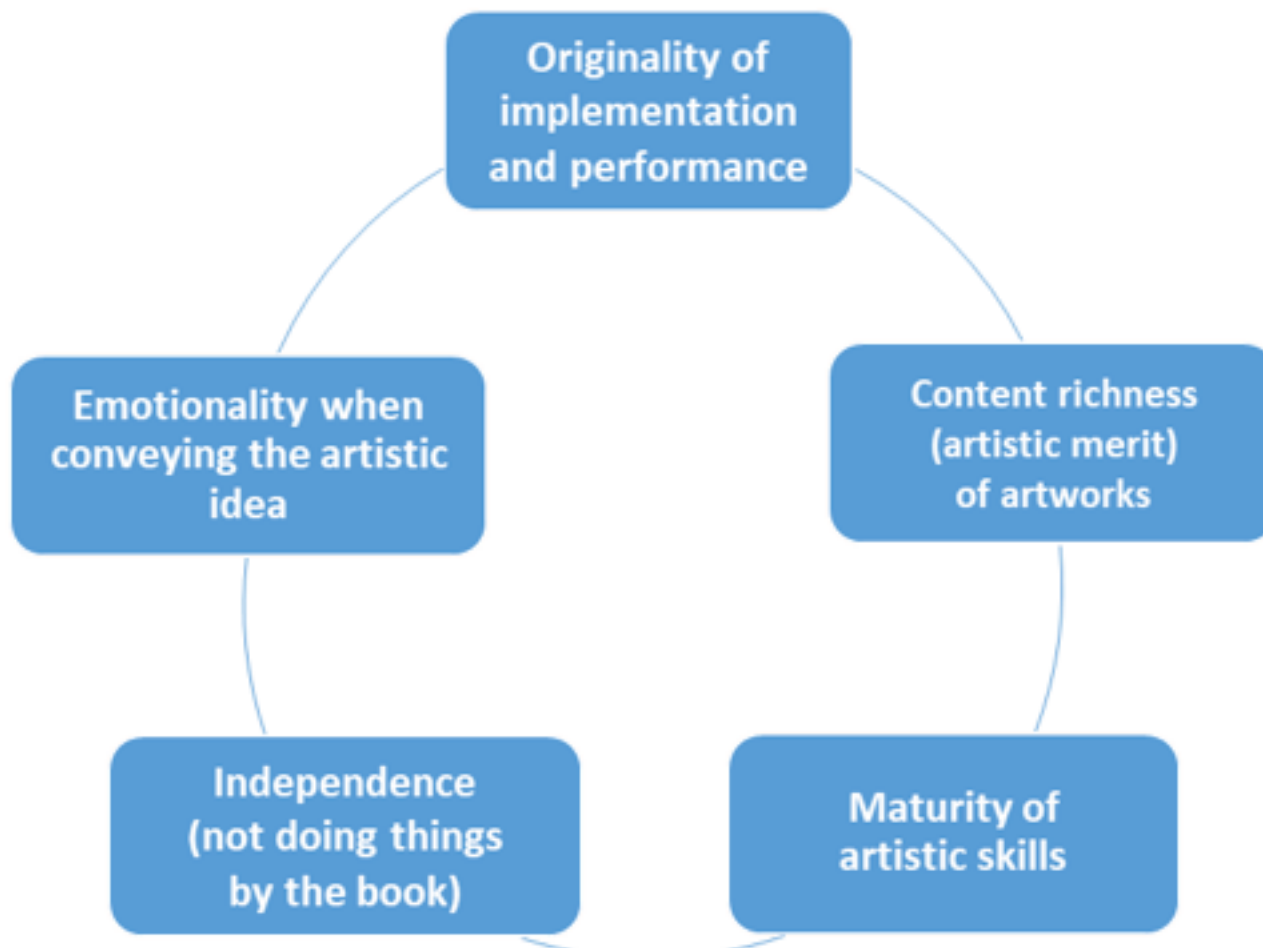 Originality of
implementation
and performance
Emotionality when
conveying the artistic
idea
Content richness
(artistic merit)
of artworks
Independence
(not doing things
by the book)
Maturity of
artistic skills